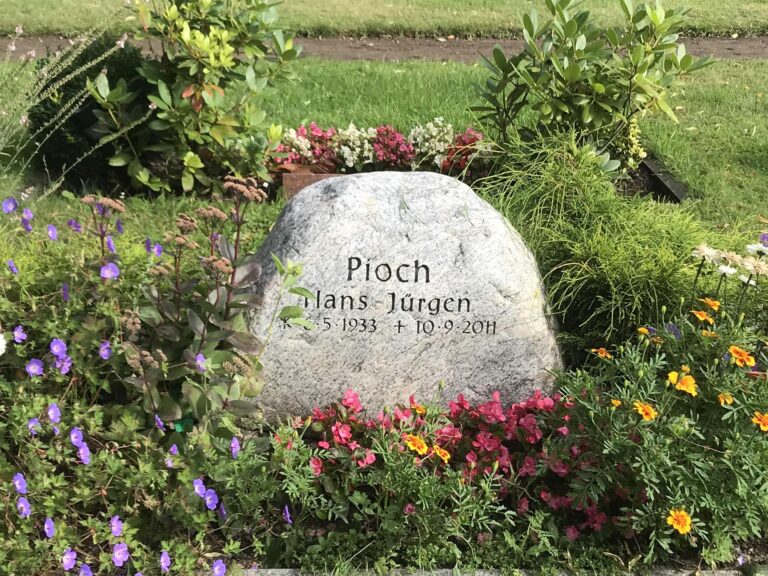 Pioch
Hans-Jürgen
5·1933 ✝ 10·9·2011